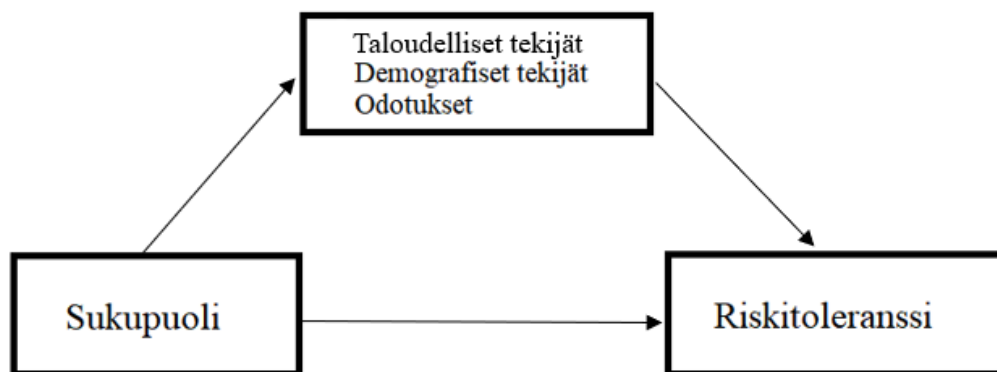 Taloudelliset tekijät
Demografiset tekijät
Odotukset
Sukupuoli
Riskitoleranssi